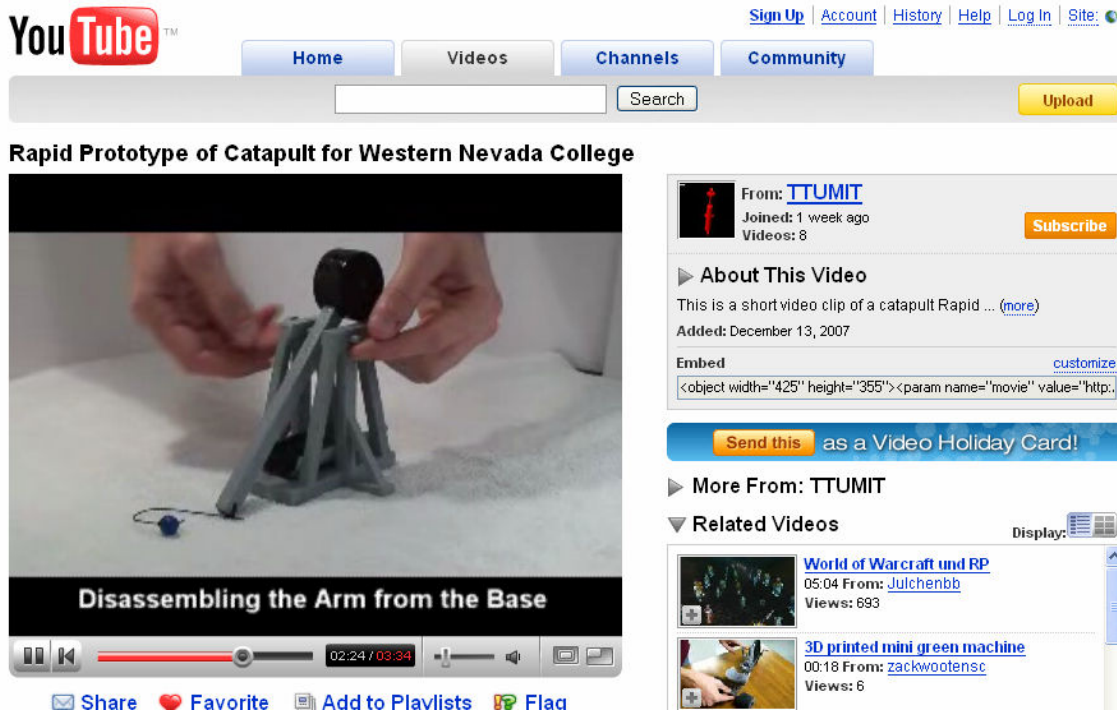 You Tube TM
Sign Up Account History Help Log In Site:
Home Videos Channels Community
Search
Upload
Rapid Prototype of Catapult for Western Nevada College
From: TTUMIT
Joined: 1 week ago
Videos: 8
Subscribe
About This Video
This is a short video clip of a catapult Rapid ... (more)
Added: December 13, 2007
Embed customize
<object width="425" height="355"><param name="movie" value="http:.
Send this as a Video Holiday Card!
More From: TTUMIT
Related Videos Display:
World of Warcraft und RP
05:04 From: Julchenbb
Views: 693
3D printed mini green machine
00:18 From: zackwootensc
Views: 6
Disassembling the Arm from the Base
02:24 / 03:34
Share Favorite Add to Playlists Flag